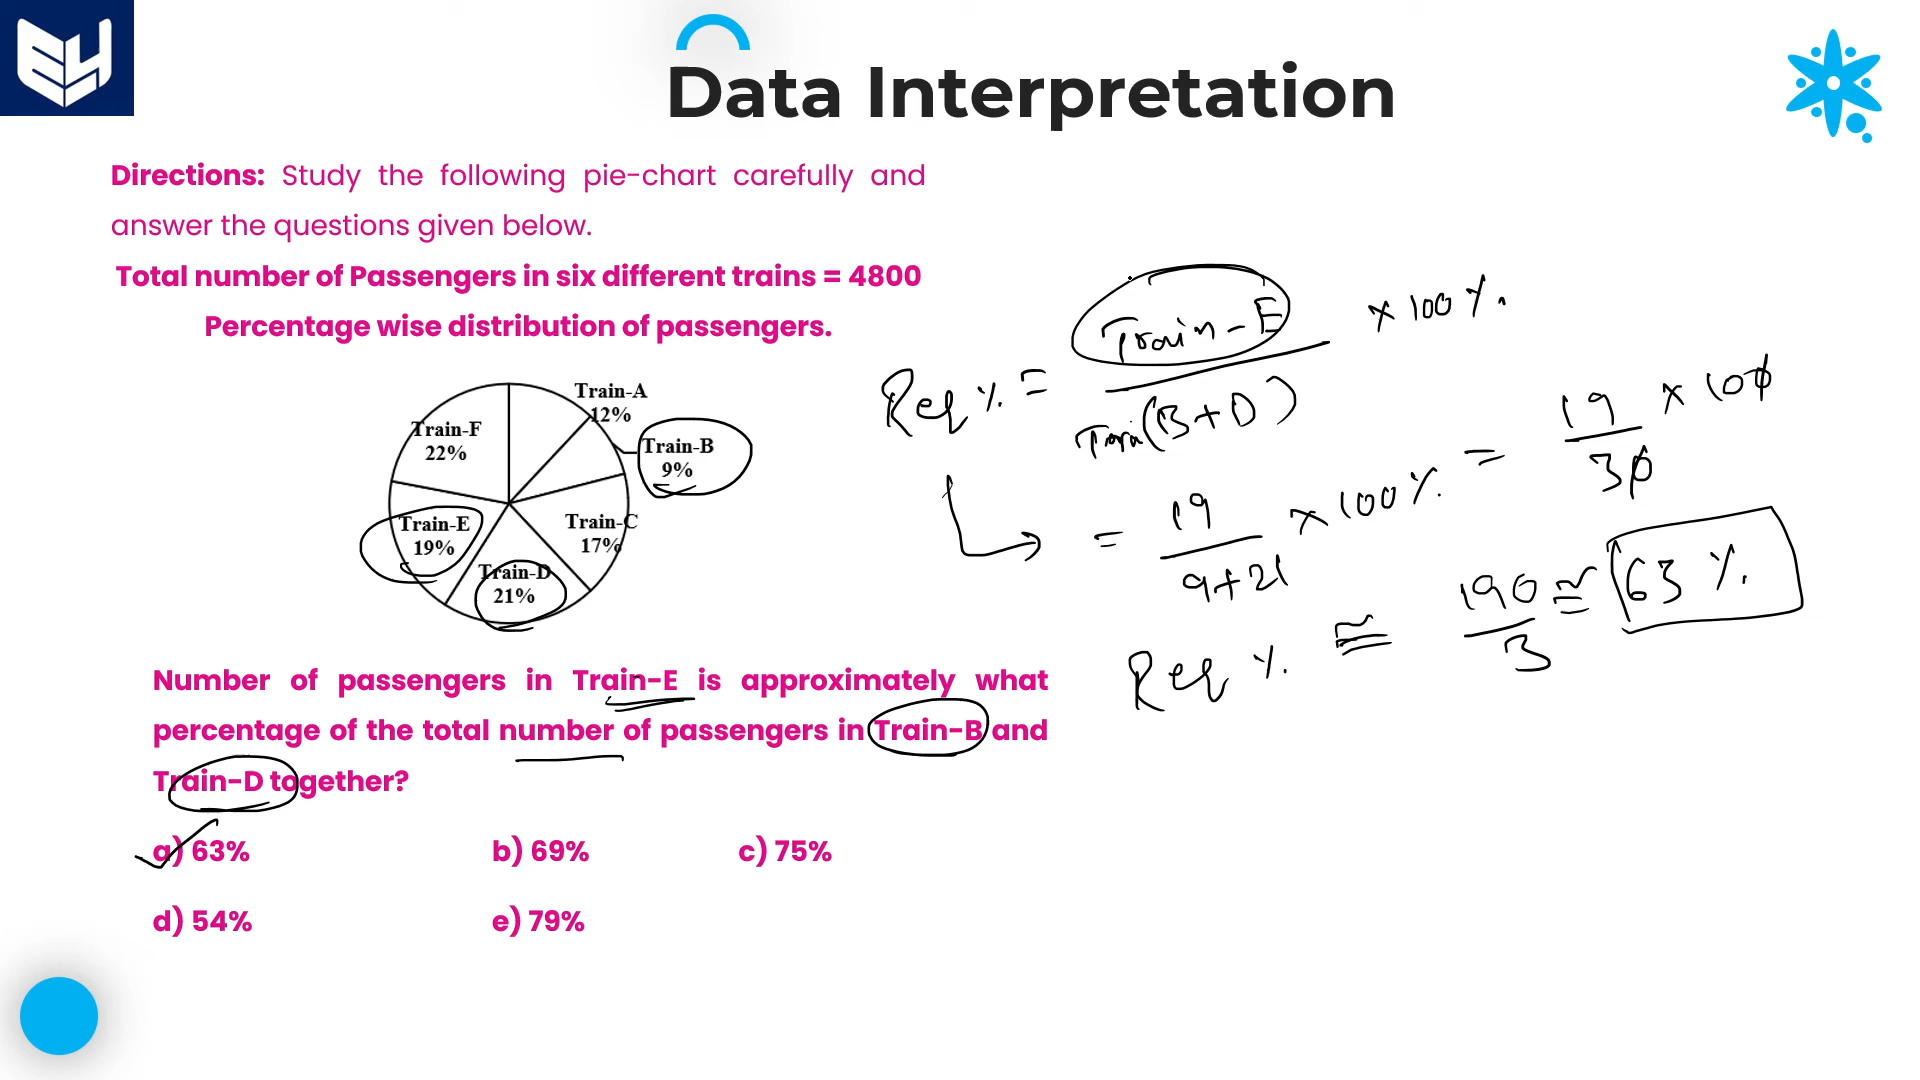 EY
Data Interpretation
Directions: Study the following pie-chart carefully and
answer the questions given below.
Total number of Passengers in six different trains = 4800
Percentage wise distribution of passengers.
Train-A
12%
Train-B
9%
Train-C
17%
Train-D
21%
Train-E
19%
Train-F
22%
Number of passengers in Train-E is approximately what
percentage of the total number of passengers in Train-B and
Train-D together?
a) 63%
b) 69%
c) 75%
d) 54%
e) 79%
Req % = Train-E / Train(B+D) × 100 %.
= 19 / 9+21 × 100 % = 19 / 30 × 100
Req % ≅ 190 / 3 ≅ 63 %.